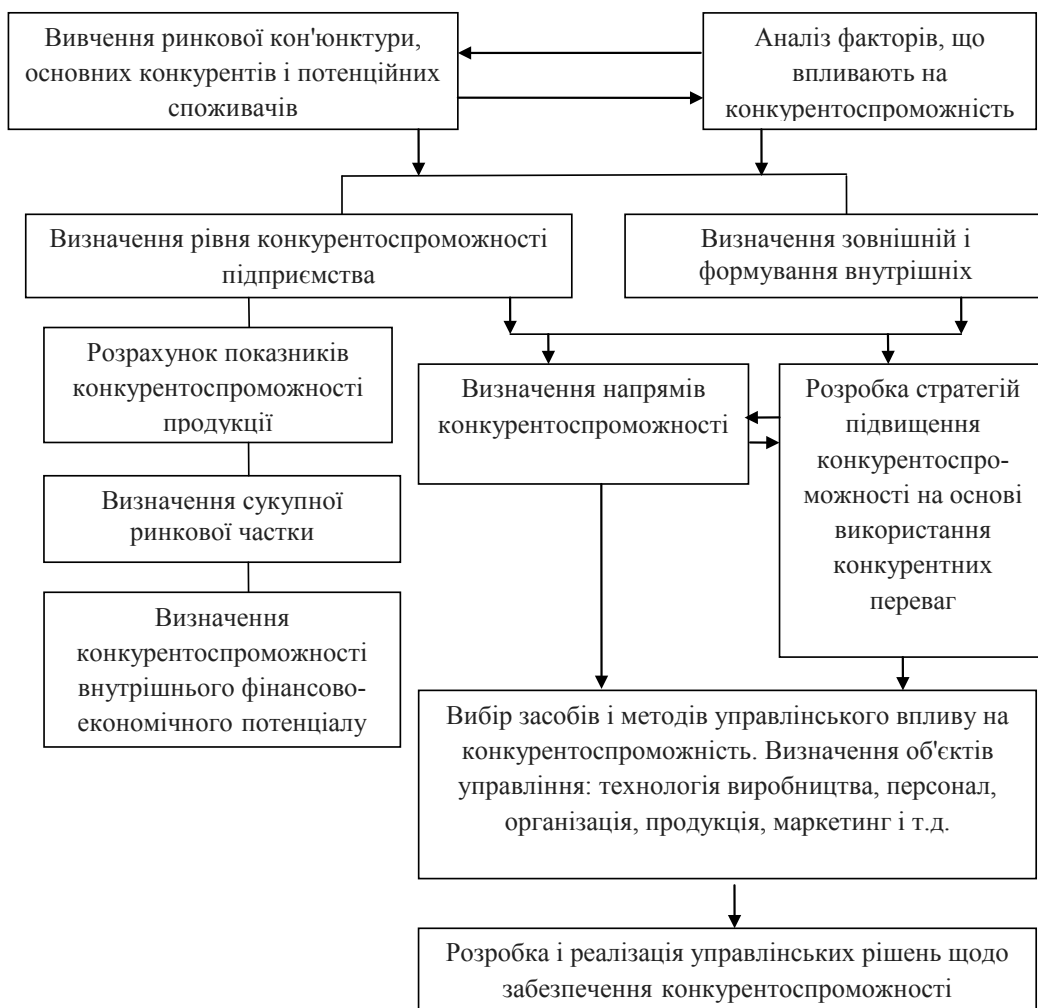 Вивчення ринкової кон'юнктури,
основних конкурентів і потенційних
споживачів
Аналіз факторів, що
впливають на
конкурентоспроможність
Визначення рівня конкурентоспроможності
підприємства
Визначення зовнішній і
формування внутрішніх
Розрахунок показників
конкурентоспроможності
продукції
Визначення напрямів
конкурентоспроможності
Розробка стратегій
підвищення
конкурентоспро-
можності на основі
використання
конкурентних
переваг
Визначення сукупної
ринкової частки
Визначення
конкурентоспроможності
внутрішнього фінансово-
економічного потенціалу
Вибір засобів і методів управлінського впливу на
конкурентоспроможність. Визначення об'єктів
управління: технологія виробництва, персонал,
організація, продукція, маркетинг і т.д.
Розробка і реалізація управлінських рішень щодо
забезпечення конкурентоспроможності